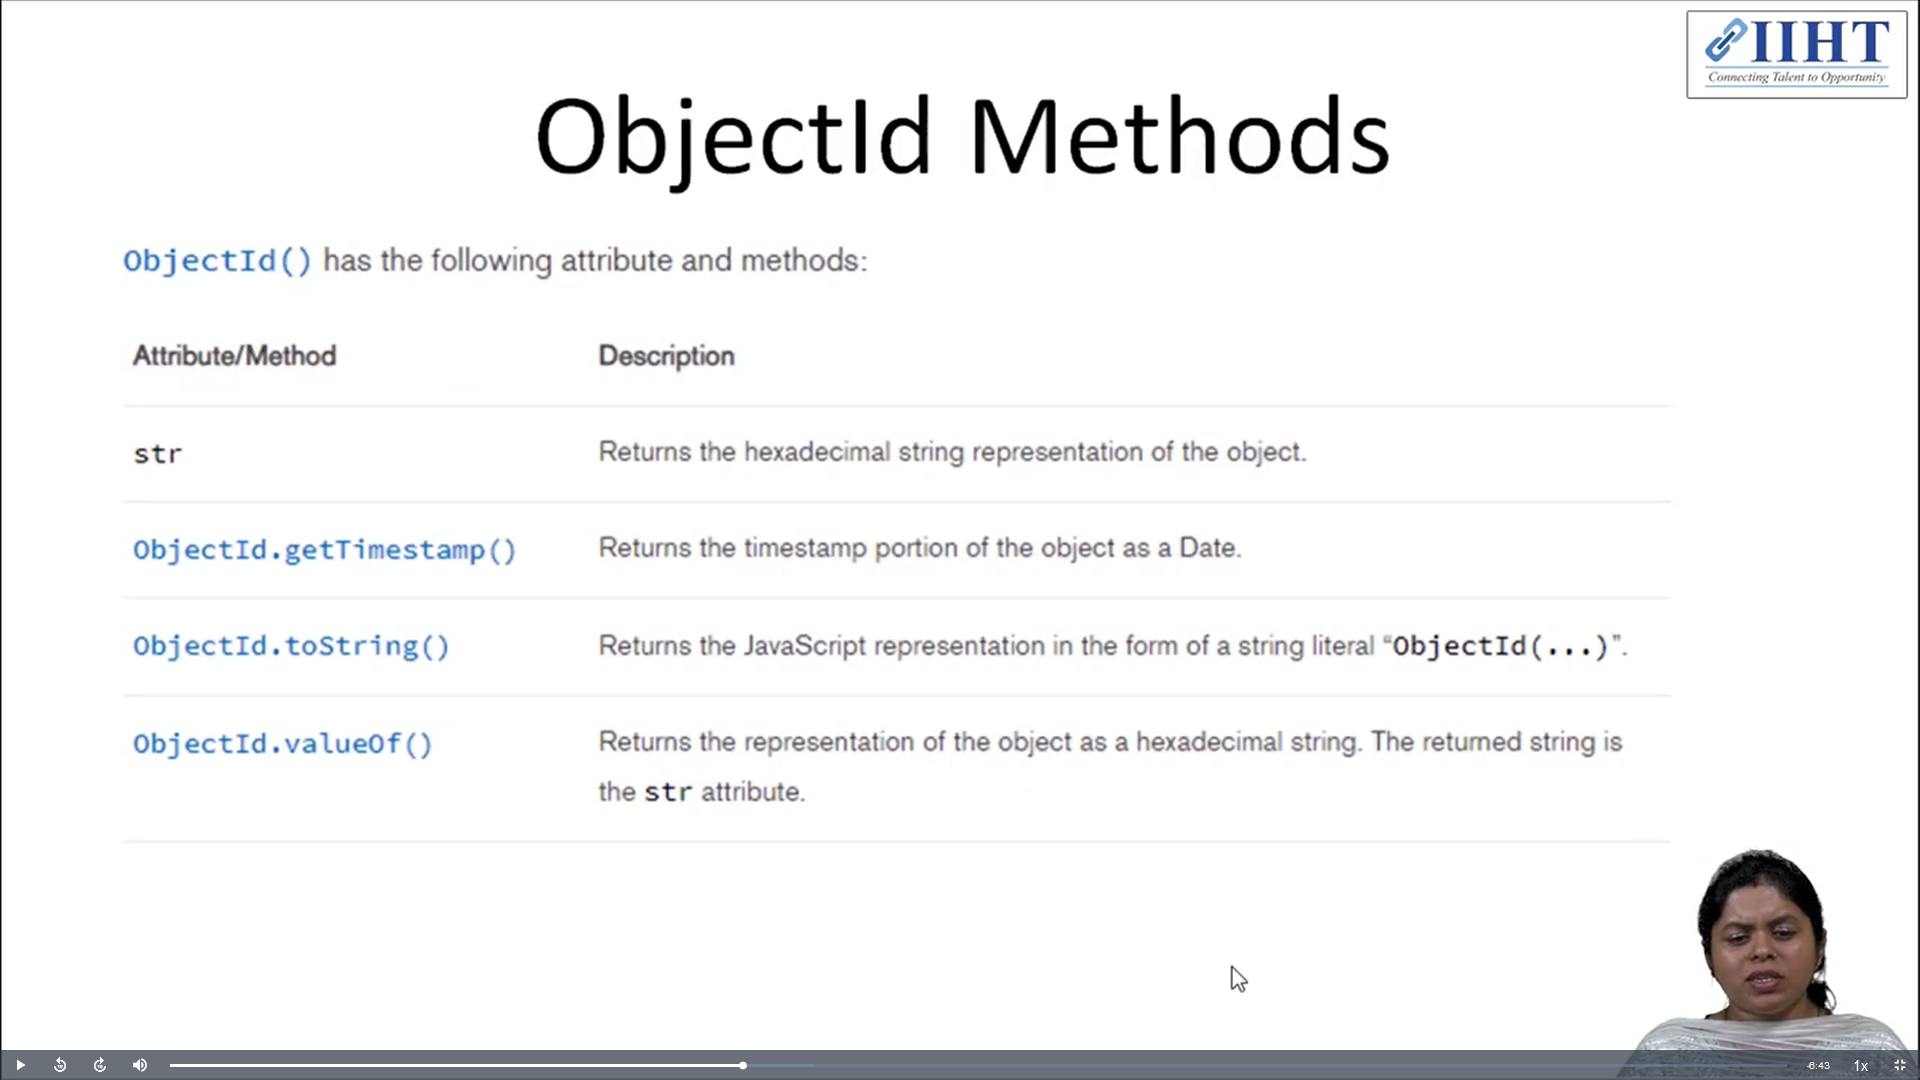 IIHT
Connecting Talent to Opportunity
ObjectId Methods
ObjectId() has the following attribute and methods:
Attribute/Method Description
str Returns the hexadecimal string representation of the object.
ObjectId.getTimestamp() Returns the timestamp portion of the object as a Date.
ObjectId.toString() Returns the JavaScript representation in the form of a string literal “ObjectId(...)”.
ObjectId.valueOf() Returns the representation of the object as a hexadecimal string. The returned string is
the str attribute.
-6:43 1x